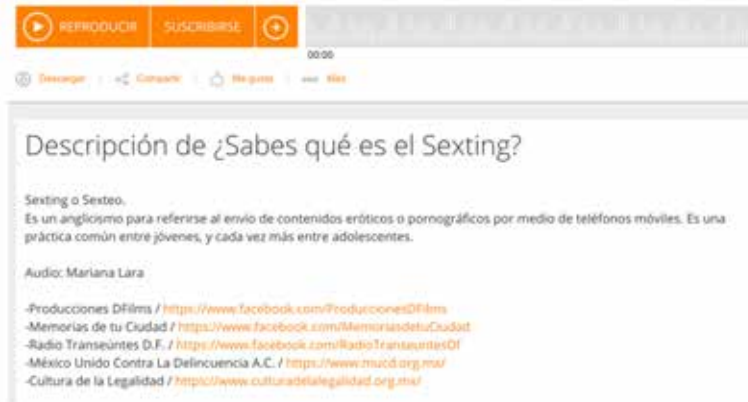 REPRODUCIR SUSCRIBIRSE
00:00
Descargar Compartir Me gusta Más
Descripción de ¿Sabes qué es el Sexting?
Sexting o Sexteo.
Es un anglicismo para referirse al envío de contenidos eróticos o pornográficos por medio de teléfonos móviles. Es una
práctica común entre jóvenes, y cada vez más entre adolescentes.
Audio: Mariana Lara
-Producciones DFilms / https://www.facebook.com/ProduccionesDFilms
-Memorias de tu Ciudad / https://www.facebook.com/MemoriasdetuCiudad
-Radio Transeúntes D.F. / https://www.facebook.com/RadioTranseuntesDf
-México Unido Contra La Delincuencia A.C. / https://www.mucd.org.mx/
-Cultura de la Legalidad / https://www.culturadelalegalidad.org.mx/